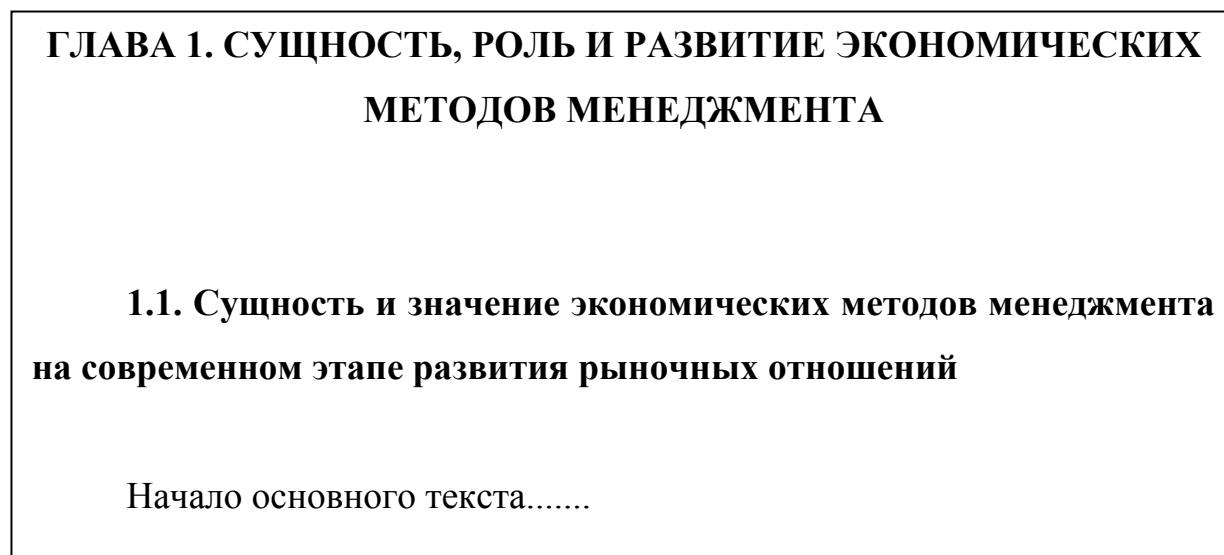 ГЛАВА 1. СУЩНОСТЬ, РОЛЬ И РАЗВИТИЕ ЭКОНОМИЧЕСКИХ
МЕТОДОВ МЕНЕДЖМЕНТА
1.1. Сущность и значение экономических методов менеджмента
на современном этапе развития рыночных отношений
Начало основного текста.......